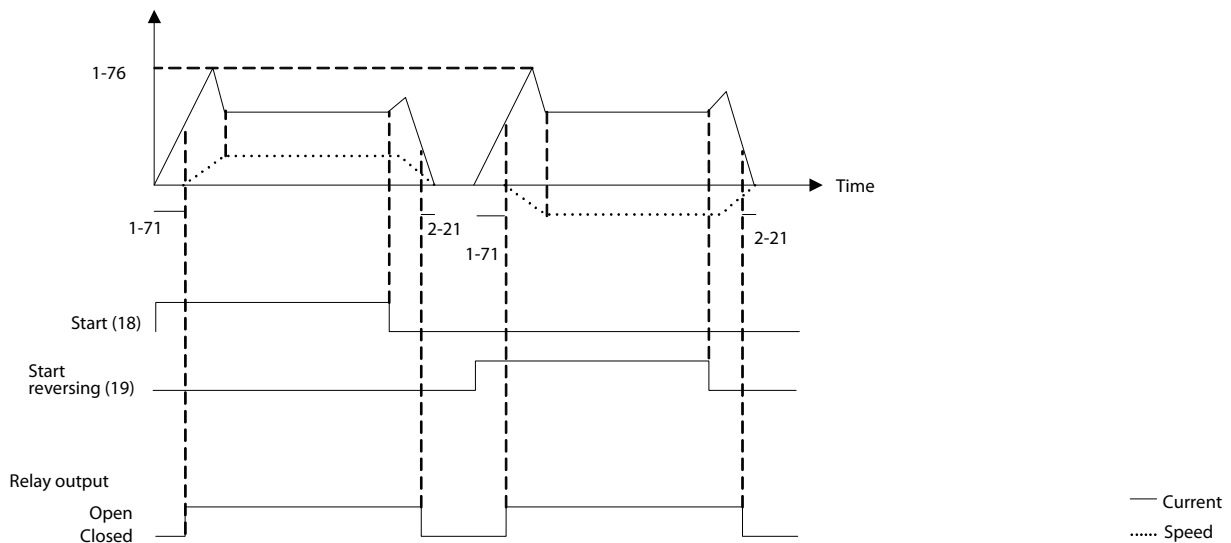 1-76
Time
1-71
2-21
1-71
2-21
Start (18)
Start
reversing (19)
Relay output
Open
Closed
Current
Speed